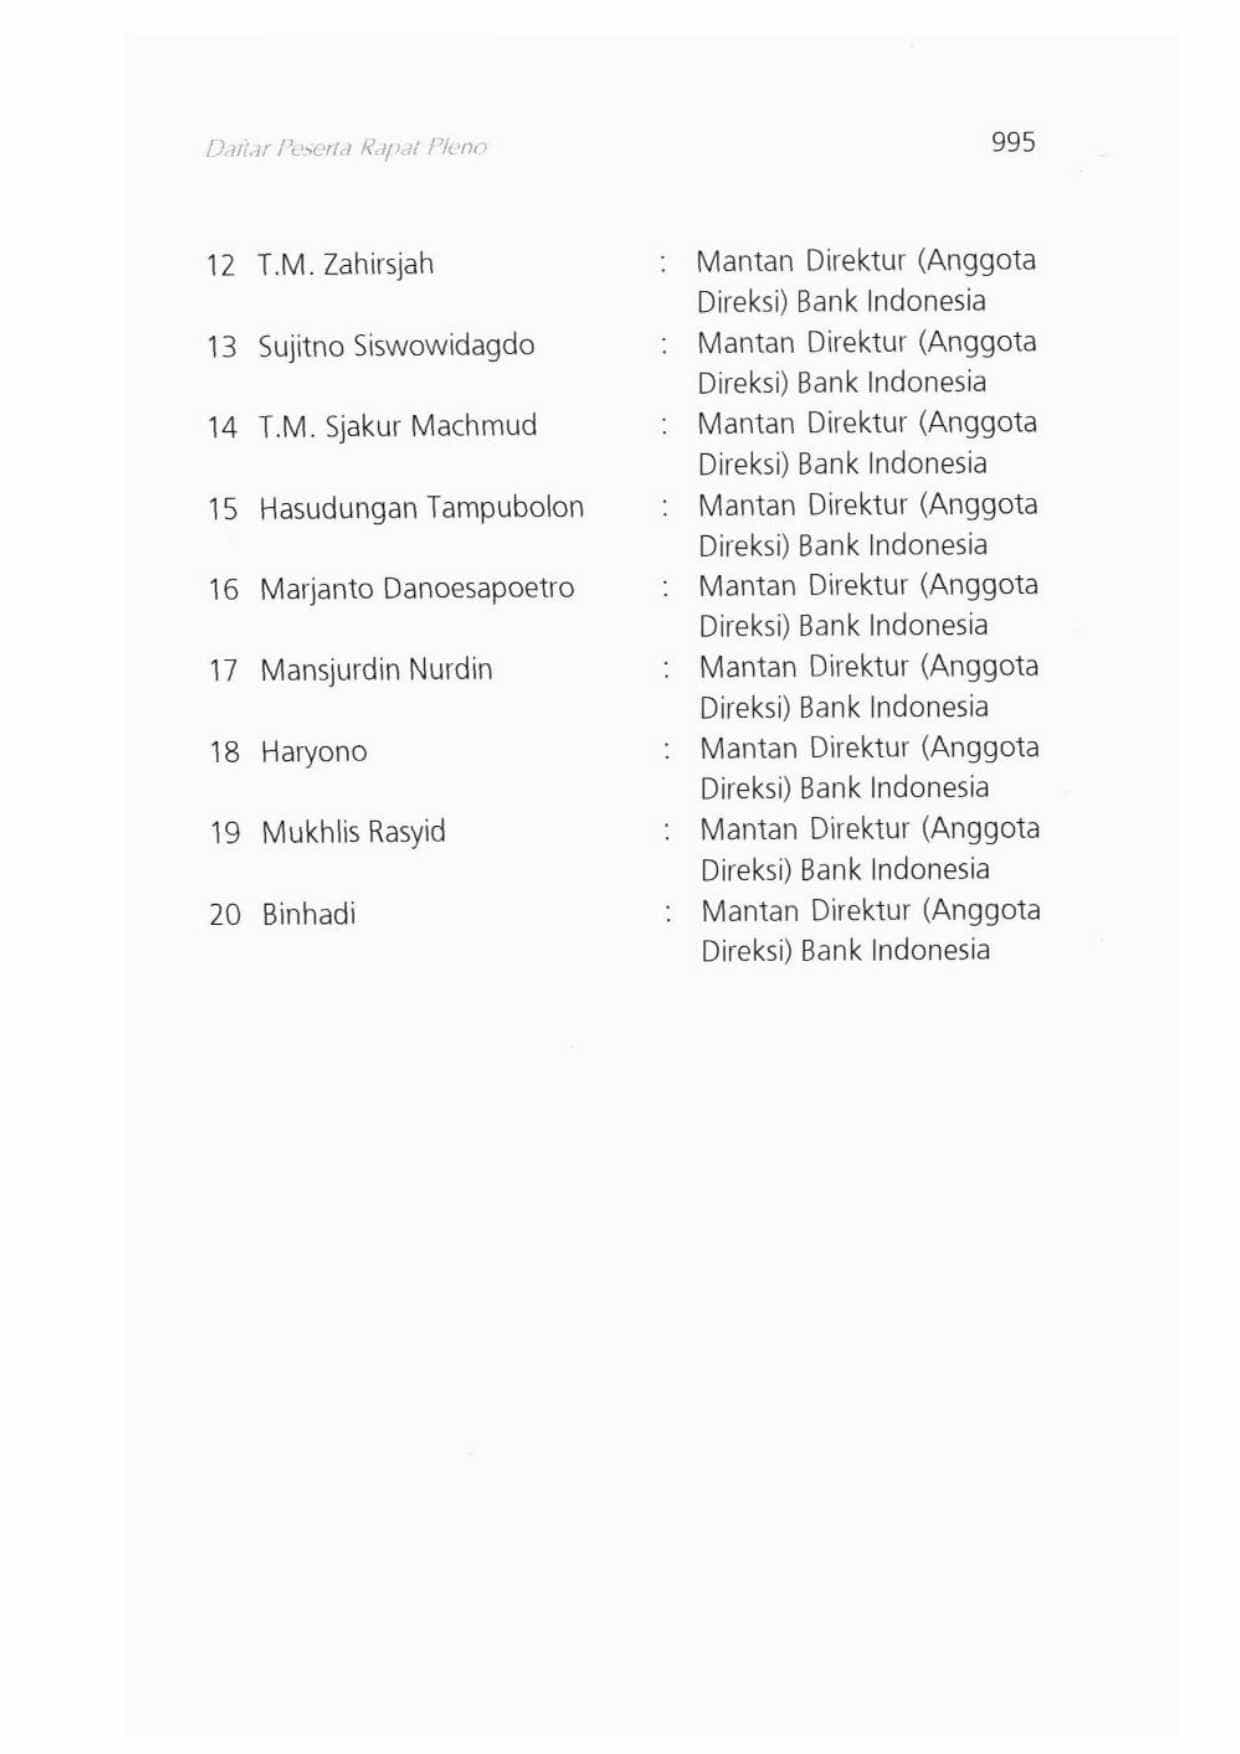 Daftar Peserta Rapat Pleno 995
12 T.M. Zahirsjah : Mantan Direktur (Anggota
Direksi) Bank Indonesia
13 Sujitno Siswowidagdo : Mantan Direktur (Anggota
Direksi) Bank Indonesia
14 T.M. Sjakur Machmud : Mantan Direktur (Anggota
Direksi) Bank Indonesia
15 Hasudungan Tampubolon : Mantan Direktur (Anggota
Direksi) Bank Indonesia
16 Marjanto Danoesapoetro : Mantan Direktur (Anggota
Direksi) Bank Indonesia
17 Mansjurdin Nurdin : Mantan Direktur (Anggota
Direksi) Bank Indonesia
18 Haryono : Mantan Direktur (Anggota
Direksi) Bank Indonesia
19 Mukhlis Rasyid : Mantan Direktur (Anggota
Direksi) Bank Indonesia
20 Binhadi : Mantan Direktur (Anggota
Direksi) Bank Indonesia